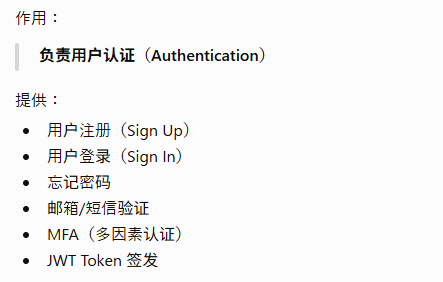 作用：
负责用户认证（Authentication）
提供：
用户注册（Sign Up）
用户登录（Sign In）
忘记密码
邮箱/短信验证
MFA（多因素认证）
JWT Token 签发